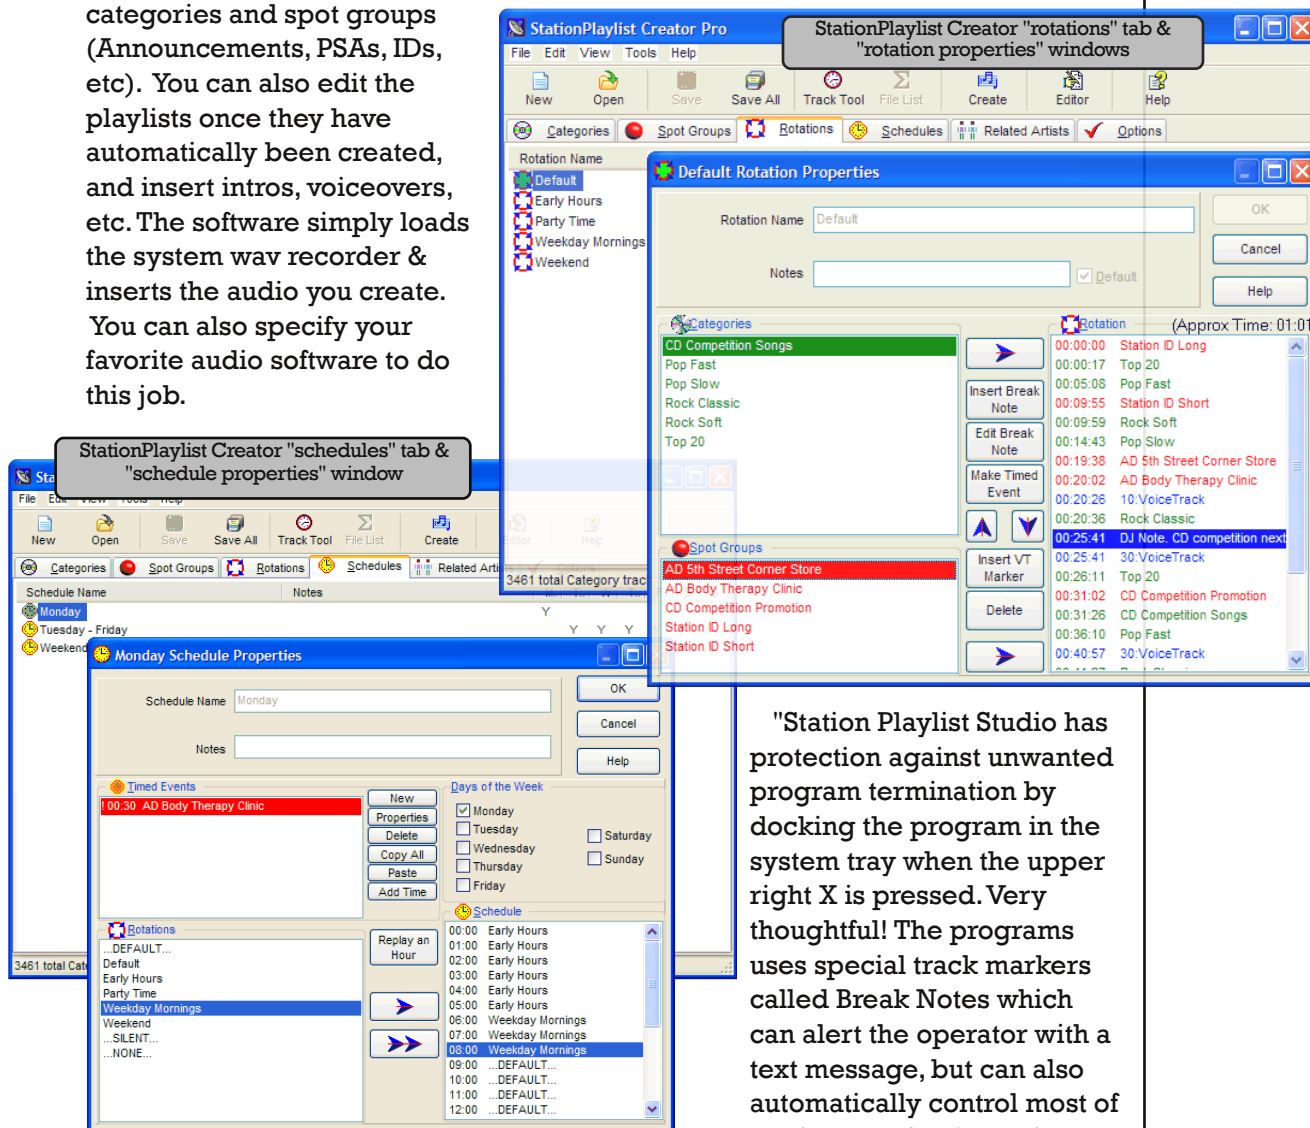 categories and spot groups
(Announcements, PSAs, IDs,
etc). You can also edit the
playlists once they have
automatically been created,
and insert intros, voiceovers,
etc. The software simply loads
the system wav recorder &
inserts the audio you create.
You can also specify your
favorite audio software to do
this job.
StationPlaylist Creator "rotations" tab &
"rotation properties" windows
StationPlaylist Creator Pro
File Edit View Tools Help
New Open Save Save All Track Tool File List Create Editor Help
Categories Spot Groups Rotations Schedules Related Artists Options
Rotation Name
Default
Early Hours
Party Time
Weekday Mornings
Weekend
3461 total Category trac
Default Rotation Properties
Rotation Name Default
Notes
Default
OK
Cancel
Help
Categories
CD Competition Songs
Pop Fast
Pop Slow
Rock Classic
Rock Soft
Top 20
Spot Groups
AD 5th Street Corner Store
AD Body Therapy Clinic
CD Competition Promotion
Station ID Long
Station ID Short
Insert Break
Note
Edit Break
Note
Make Timed
Event
Insert VT
Marker
Delete
Rotation (Approx Time: 01:01
00:00:00 Station ID Long
00:00:17 Top 20
00:05:08 Pop Fast
00:09:55 Station ID Short
00:09:59 Rock Soft
00:14:43 Pop Slow
00:19:38 AD 5th Street Corner Store
00:20:02 AD Body Therapy Clinic
00:20:26 10:VoiceTrack
00:20:36 Rock Classic
00:25:41 DJ Note. CD competition next
00:25:41 30:VoiceTrack
00:26:11 Top 20
00:31:02 CD Competition Promotion
00:31:26 CD Competition Songs
00:36:10 Pop Fast
00:40:57 30:VoiceTrack
StationPlaylist Creator "schedules" tab &
"schedule properties" window
Sta
File Edit View Tools Help
New Open Save Save All Track Tool File List Create Editor Help
Categories Spot Groups Rotations Schedules Related Artists Options
Schedule Name Notes
Monday Y
Tuesday - Friday Y Y Y
Weekend
3461 total Cate
Monday Schedule Properties
Schedule Name Monday
Notes
OK
Cancel
Help
Timed Events
! 00:30 AD Body Therapy Clinic
New
Properties
Delete
Copy All
Paste
Add Time
Days of the Week
Monday
Tuesday
Wednesday
Thursday
Friday
Saturday
Sunday
Rotations
...DEFAULT...
Default
Early Hours
Party Time
Weekday Mornings
Weekend
...SILENT...
...NONE...
Replay an
Hour
Schedule
00:00 Early Hours
01:00 Early Hours
02:00 Early Hours
03:00 Early Hours
04:00 Early Hours
05:00 Early Hours
06:00 Weekday Mornings
07:00 Weekday Mornings
08:00 Weekday Mornings
09:00 ...DEFAULT...
10:00 ...DEFAULT...
11:00 ...DEFAULT...
12:00 ...DEFAULT...
"Station Playlist Studio has
protection against unwanted
program termination by
docking the program in the
system tray when the upper
right X is pressed. Very
thoughtful! The programs
uses special track markers
called Break Notes which
can alert the operator with a
text message, but can also
automatically control most of